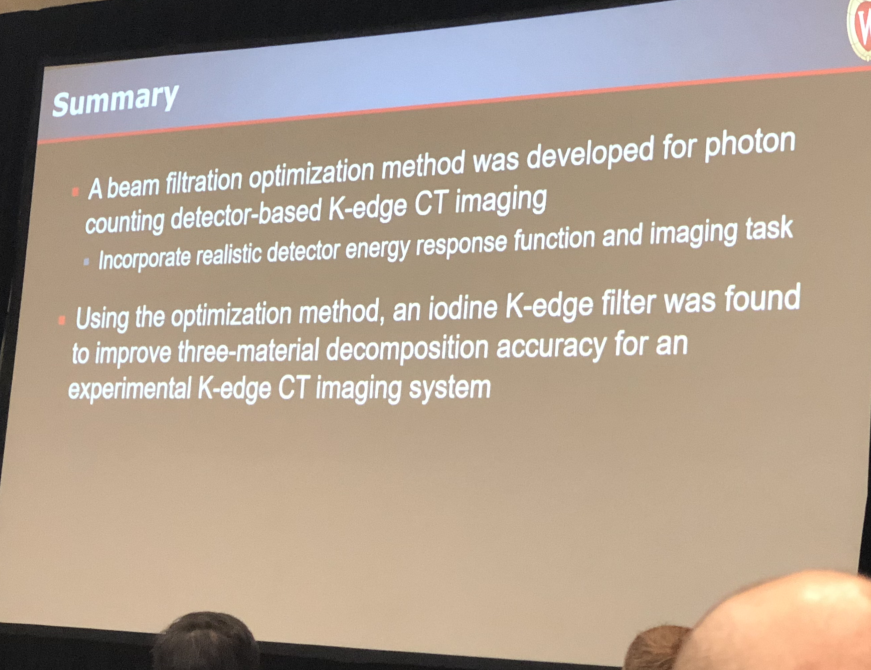 Summary
W
A beam filtration optimization method was developed for photon
counting detector-based K-edge CT imaging
Incorporate realistic detector energy response function and imaging task
Using the optimization method, an iodine K-edge filter was found
to improve three-material decomposition accuracy for an
experimental K-edge CT imaging system